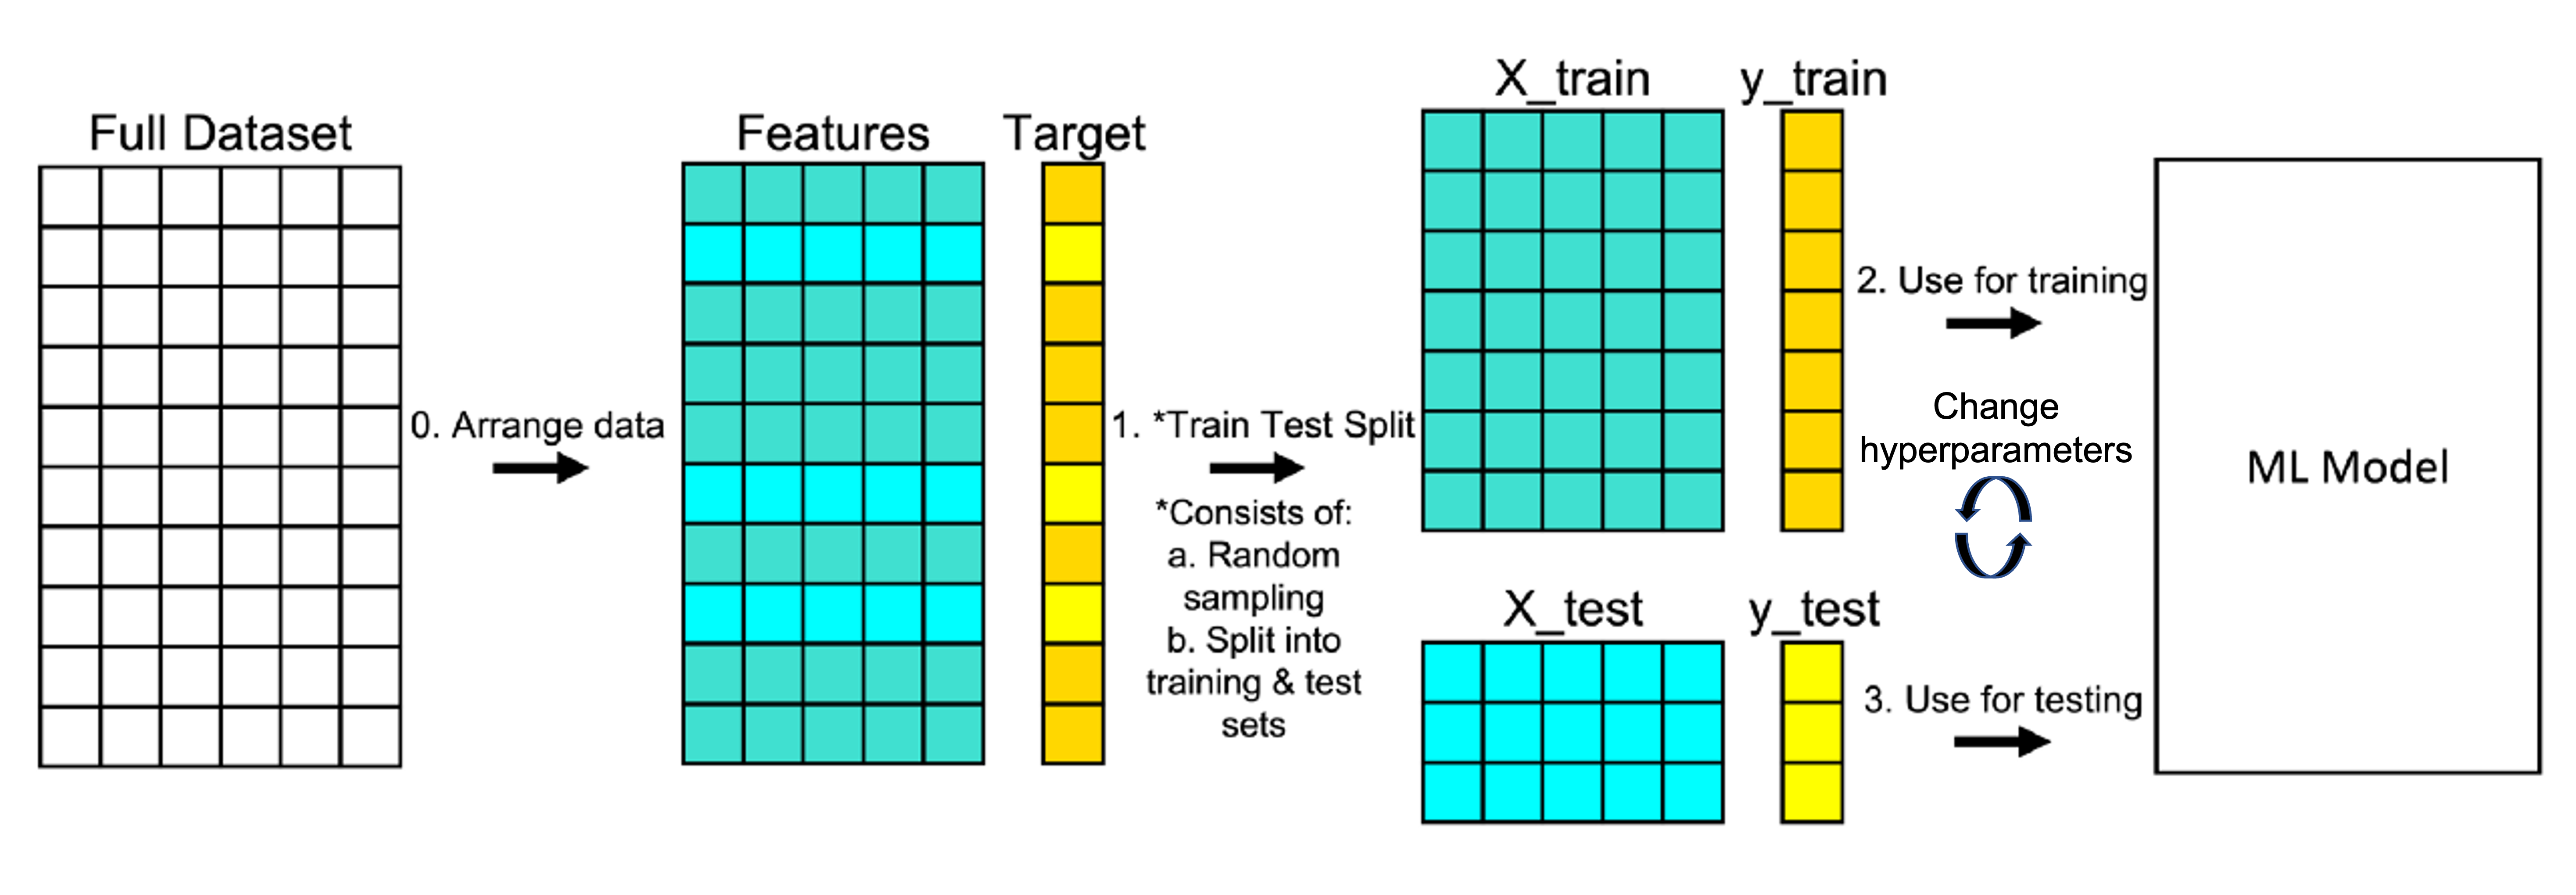 Full Dataset
0. Arrange data
Features
Target
1. *Train Test Split
*Consists of:
a. Random
sampling
b. Split into
training & test
sets
X_train
y_train
2. Use for training
Change
hyperparameters
X_test
y_test
3. Use for testing
ML Model